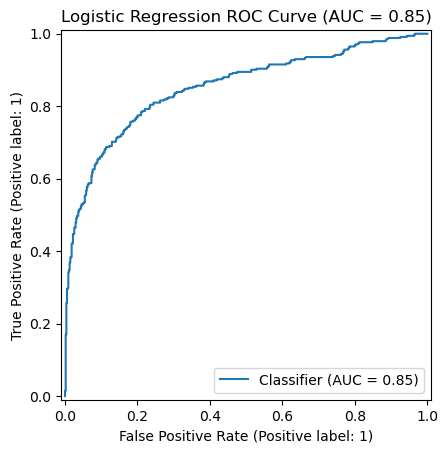 Logistic Regression ROC Curve (AUC = 0.85)
1.0
0.8
0.6
0.4
0.2
0.0
True Positive Rate (Positive label: 1)
Classifier (AUC = 0.85)
0.0 0.2 0.4 0.6 0.8 1.0
False Positive Rate (Positive label: 1)